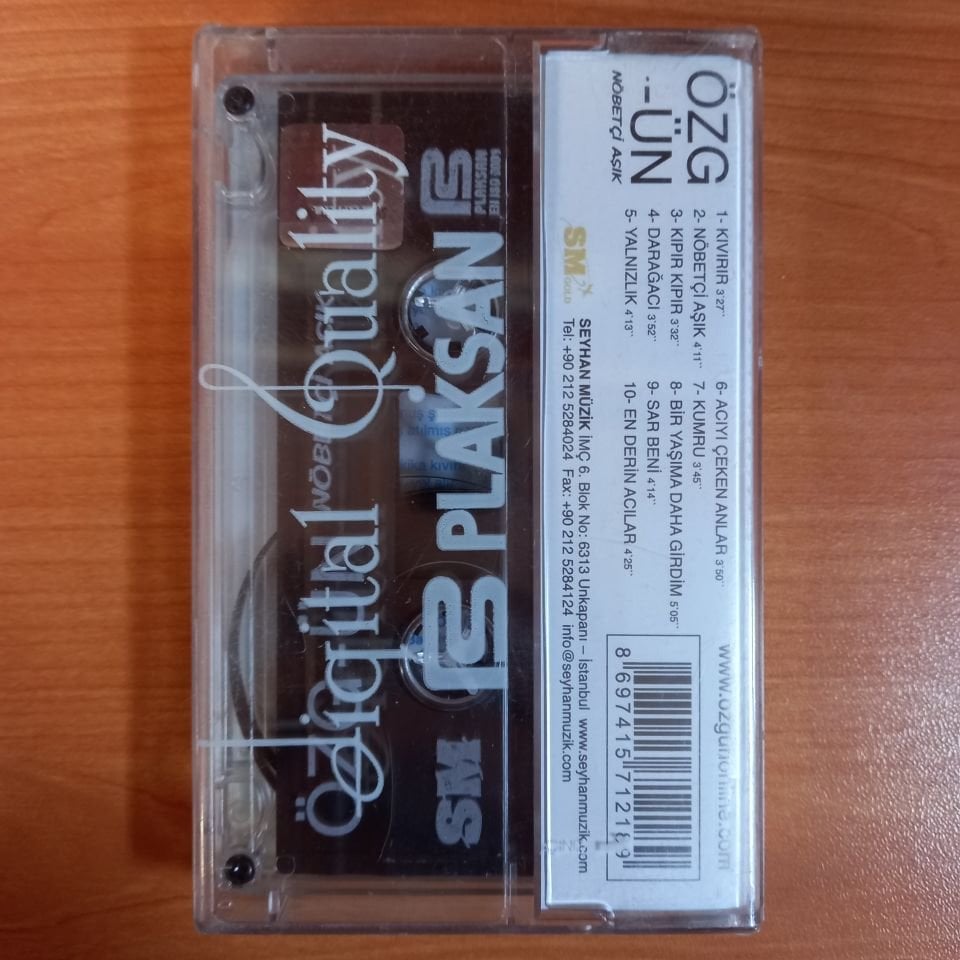 ÖZG
·-ÜN
NÖBETÇİ AŞIK
1- KIVIRIR 3'27''
2- NÖBETÇİ AŞIK 4'11''
3- KIPIR KIPIR 3'32''
4- DARAĞACI 3'52''
5- YALNIZLIK 4'13''
6- ACIYI ÇEKEN ANLAR 3'50''
7- KUMRU 3'45''
8- BİR YAŞIMA DAHA GİRDİM 5'05''
9- SAR BENİ 4'14''
10- EN DERİN ACILAR 4'25''
www.ozgunonline.com
SM GOLD
SEYHAN MÜZİK İMÇ 6. Blok No: 6313 Unkapanı – İstanbul www.seyhanmuzik.com
Tel: +90 212 5284024 Fax: +90 212 5284124 info@seyhanmuzik.com
8 697415 712189
PLAKSAN
Digital Quality
SM